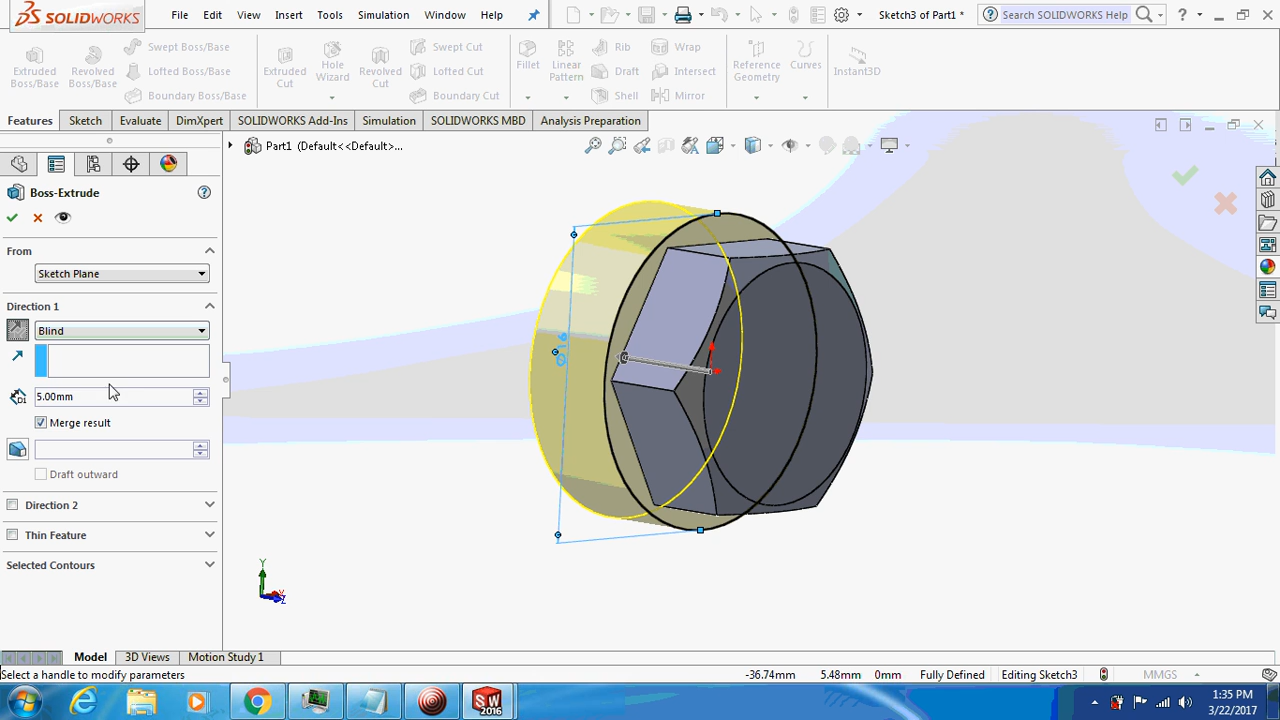 SOLIDWORKS File Edit View Insert Tools Simulation Window Help Sketch3 of Part1 * Search SOLIDWORKS Help ?
Extruded Boss/Base Revolved Boss/Base Swept Boss/Base Lofted Boss/Base Boundary Boss/Base Extruded Cut Hole Wizard Revolved Cut Swept Cut Lofted Cut Boundary Cut Fillet Linear Pattern Rib Draft Shell Wrap Intersect Mirror Reference Geometry Curves Instant3D
Features Sketch Evaluate DimXpert SOLIDWORKS Add-Ins Simulation SOLIDWORKS MBD Analysis Preparation
Part1 (Default<<Default>...
Boss-Extrude ?
From
Sketch Plane
Direction 1
Blind
5.00mm
Merge result
Draft outward
Direction 2
Thin Feature
Selected Contours
Ø16
Y
X
Z
Model 3D Views Motion Study 1
Select a handle to modify parameters -36.74mm 5.48mm 0mm Fully Defined Editing Sketch3 MMGS
SW 2016
1:35 PM
3/22/2017